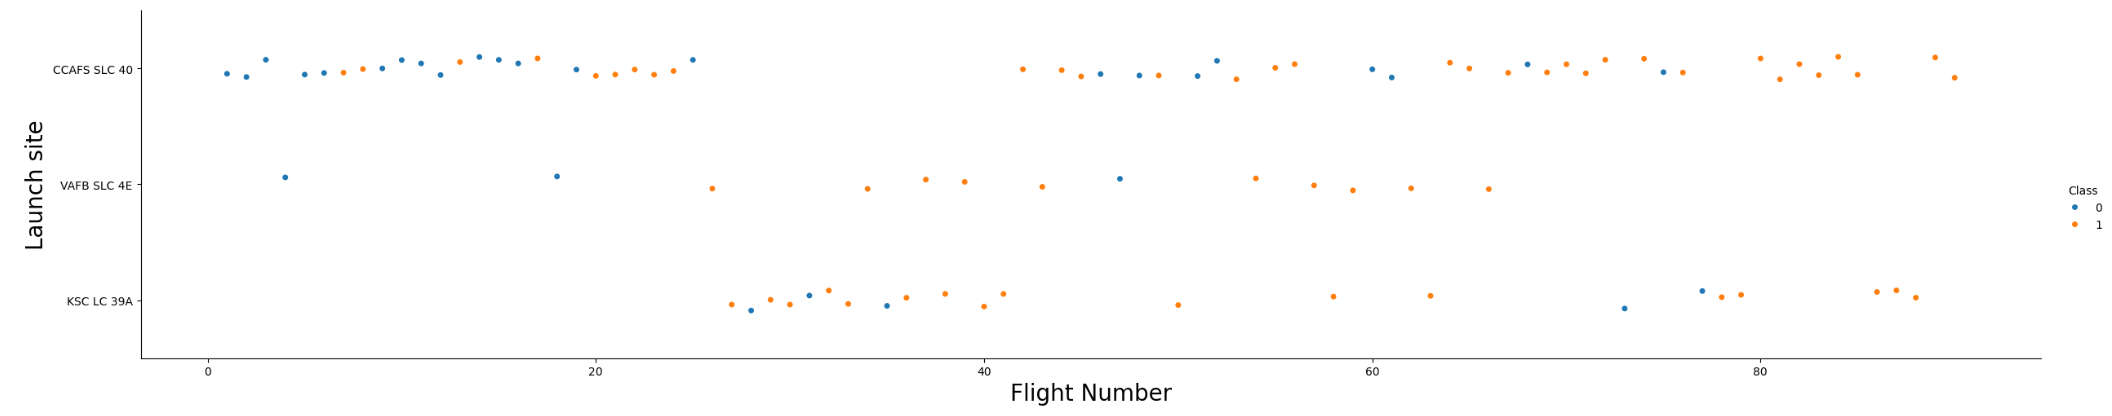 CCAFS SLC 40
VAFB SLC 4E
KSC LC 39A
Launch site
0 20 40 60 80
Flight Number
Class
0
1